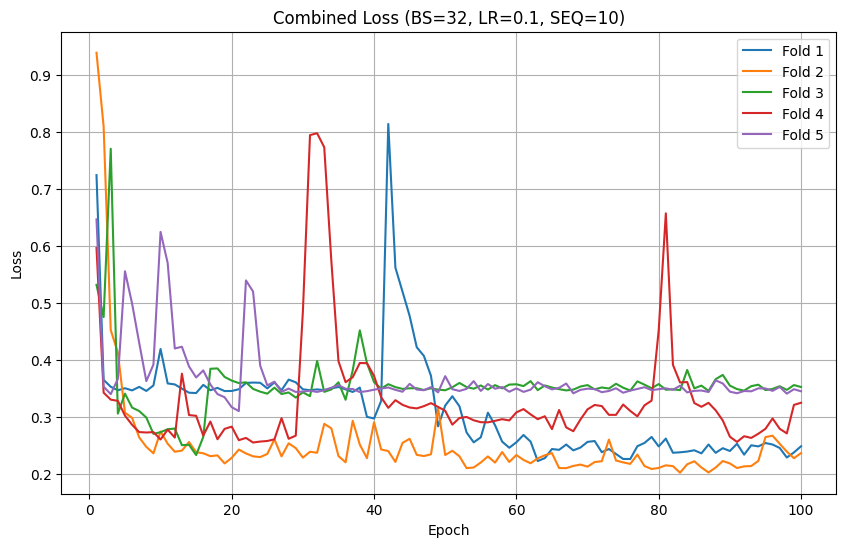 Combined Loss (BS=32, LR=0.1, SEQ=10)
Fold 1
Fold 2
Fold 3
Fold 4
Fold 5
Loss
0.9
0.8
0.7
0.6
0.5
0.4
0.3
0.2
0 20 40 60 80 100
Epoch